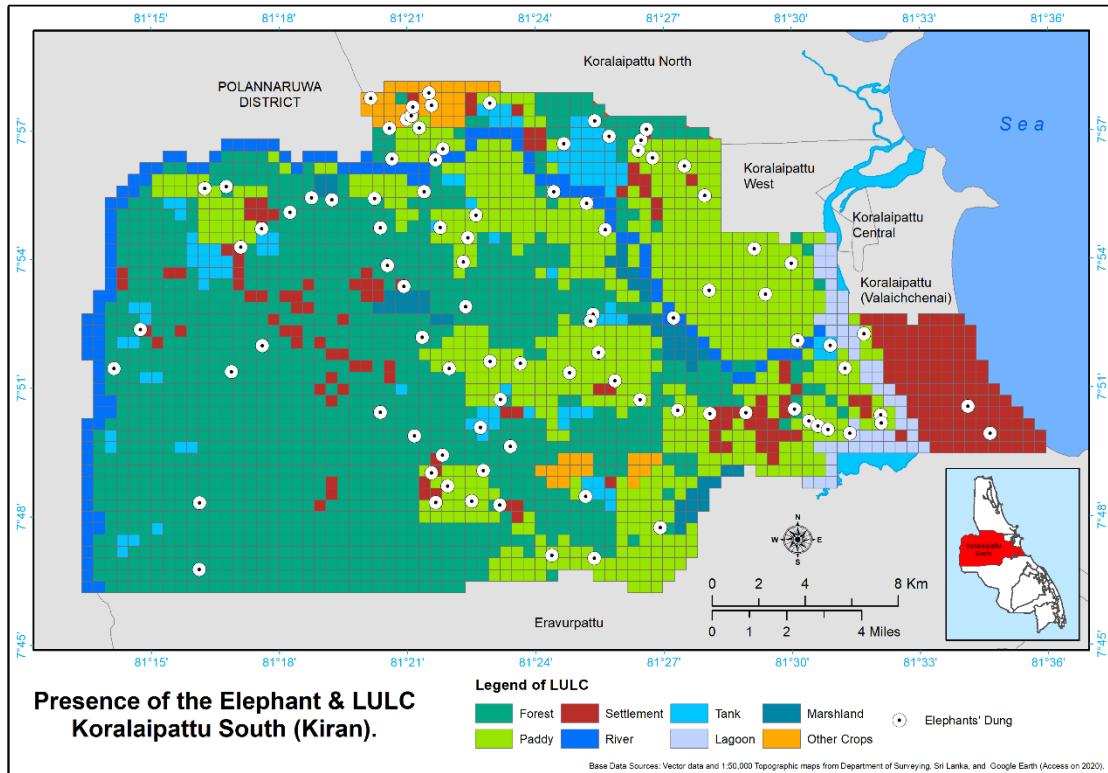 81°15' 81°18' 81°21' 81°24' 81°27' 81°30' 81°33' 81°36'
Koralaipattu North
POLANNARUWA
DISTRICT
Sea
7°57' 7°57'
Koralaipattu
West
Koralaipattu
Central
7°54' 7°54'
Koralaipattu
(Valaichchenai)
7°51' 7°51'
7°48' 7°48'
N
W E
S
Koralaipattu
South
0 2 4 8 Km
0 1 2 4 Miles
Eravurpattu
7°45' 7°45'
81°15' 81°18' 81°21' 81°24' 81°27' 81°30' 81°33' 81°36'
Presence of the Elephant & LULC
Koralaipattu South (Kiran).
Legend of LULC
Forest Settlement Tank Marshland Elephants' Dung
Paddy River Lagoon Other Crops
Base Data Sources: Vector data and 1:50,000 Topographic maps from Department of Surveying, Sri Lanka, and Google Earth (Access on 2020).